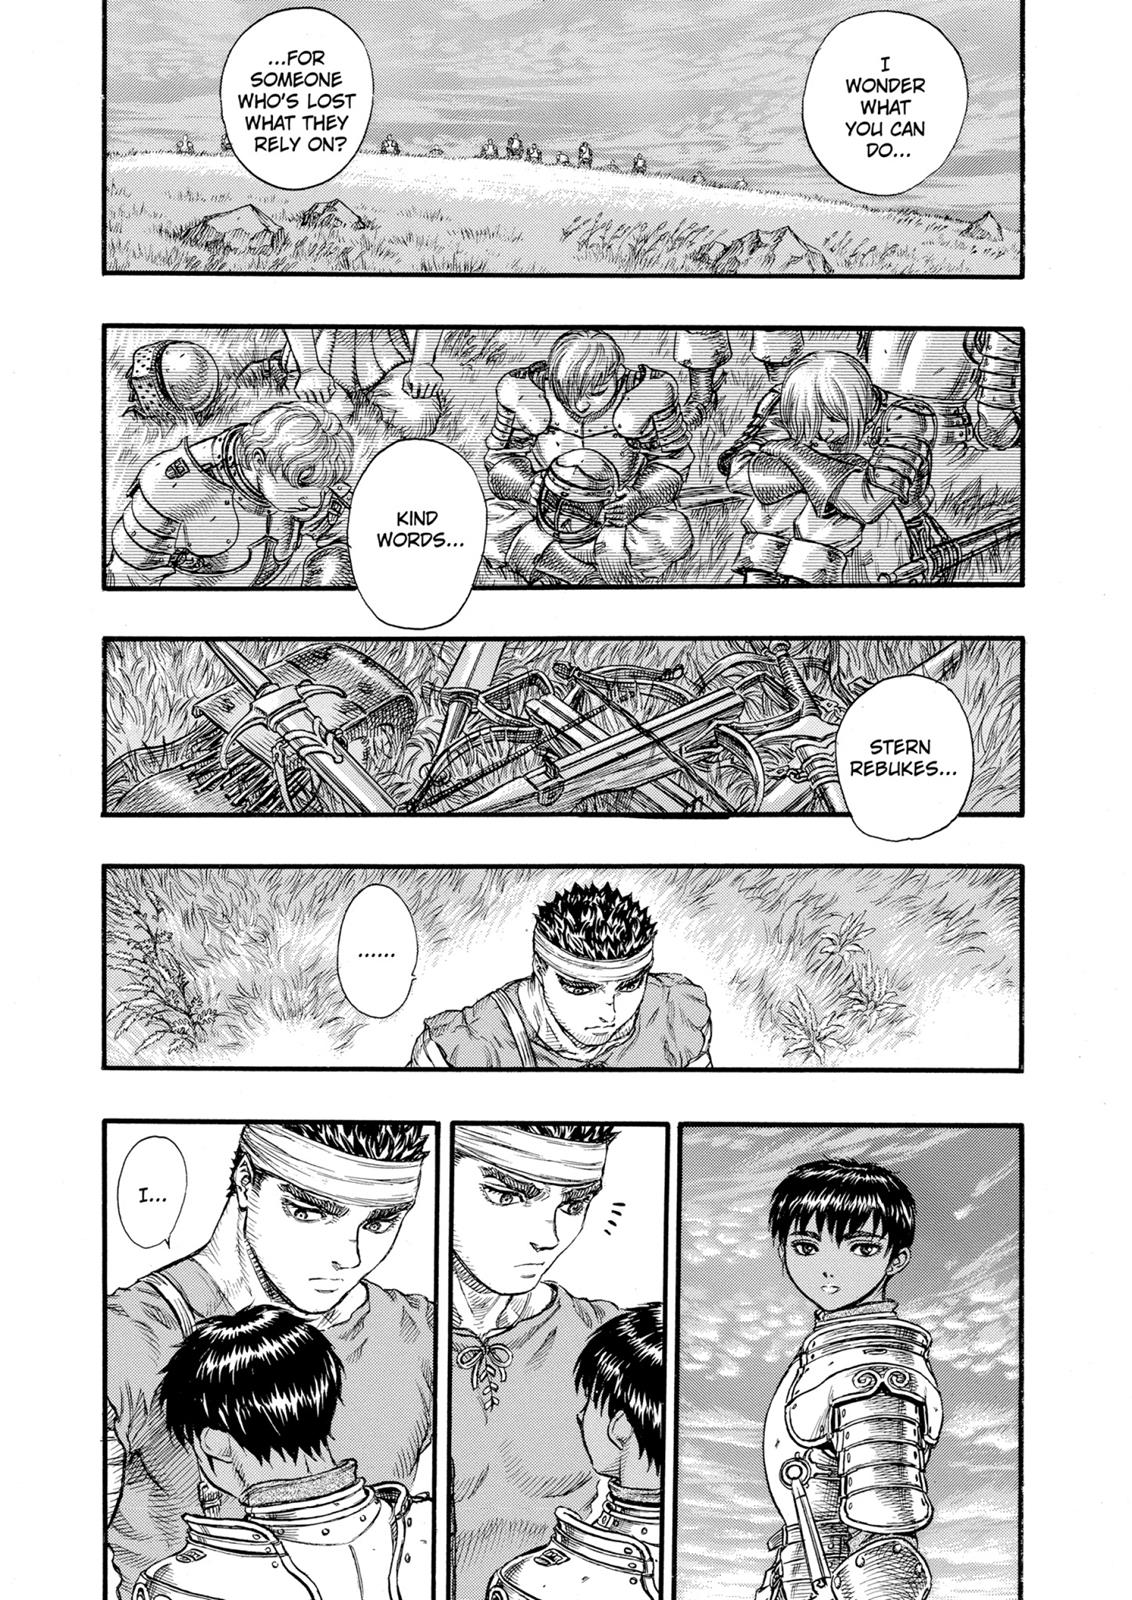 I
WONDER
WHAT
YOU CAN
DO...
...FOR
SOMEONE
WHO'S LOST
WHAT THEY
RELY ON?
KIND
WORDS...
STERN
REBUKES...
......
I...